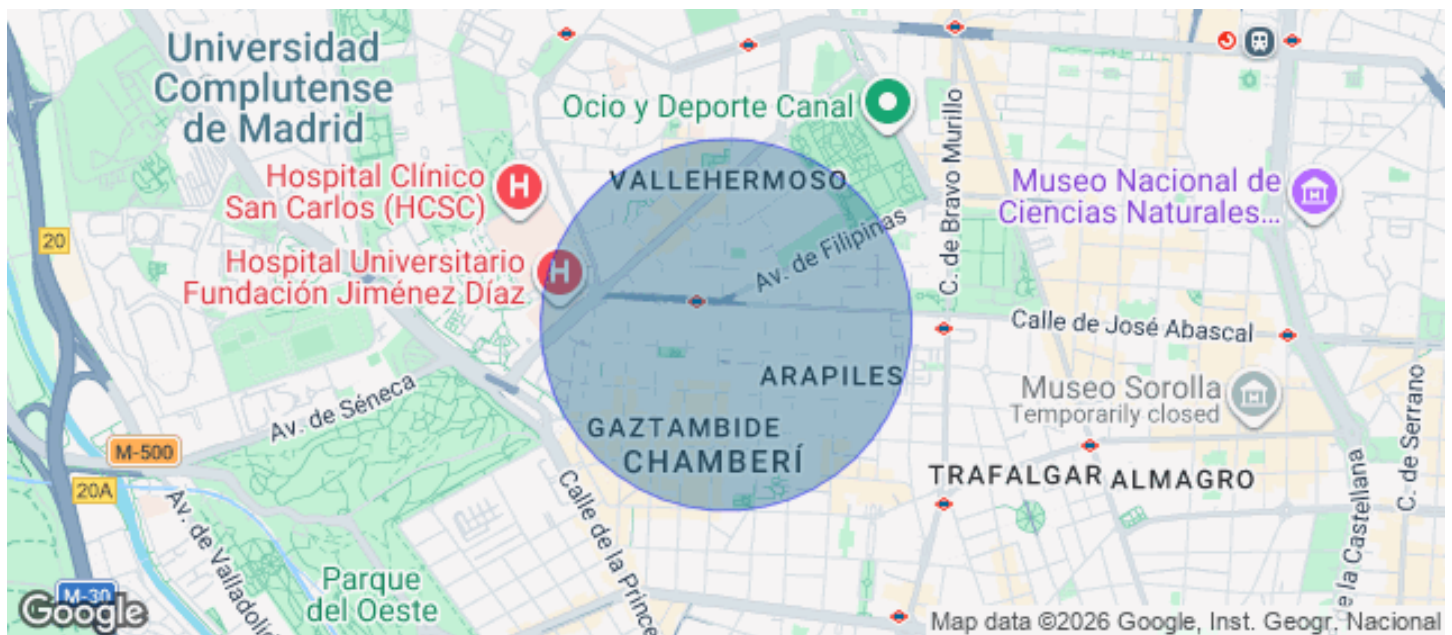 Universidad
Complutense
de Madrid
Ocio y Deporte Canal
Hospital Clínico
San Carlos (HCSC)
VALLEHERMOSO
C. de Bravo Murillo
Museo Nacional de
Ciencias Naturales...
20
Hospital Universitario
Fundación Jiménez Díaz
H
H
Av. de Filipinas
Calle de José Abascal
ARAPILES
Museo Sorolla
Temporarily closed
Av. de Séneca
GAZTAMBIDE
CHAMBERÍ
C. de Serrano
M-500
20A
TRAFALGAR
ALMAGRO
Av. de Valladolid
Calle de la Prince
e la Castellana
Parque
del Oeste
M-30
Google
Map data ©2026 Google, Inst. Geogr. Nacional